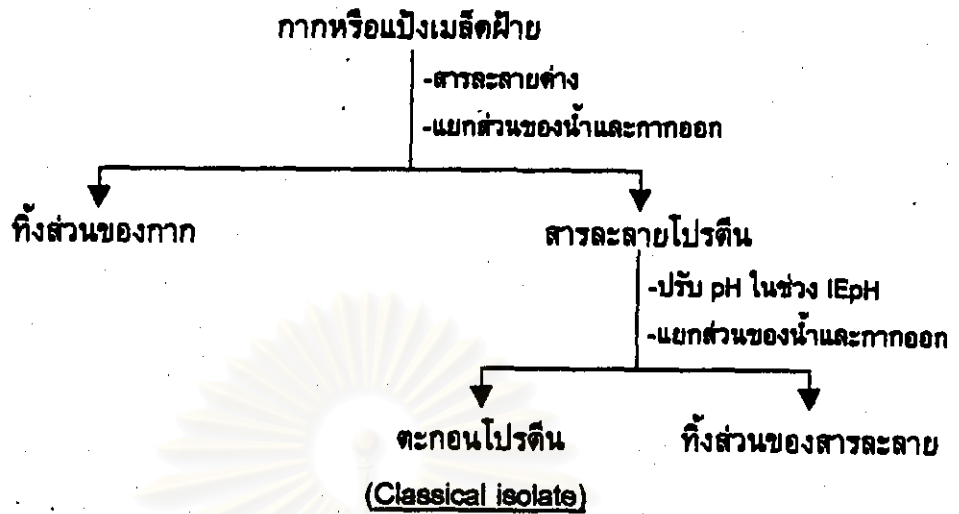 กากหรือแป้งเมล็ดฝ้าย
-สารละลายด่าง
-แยกส่วนของน้ำและกากออก
ทิ้งส่วนของกาก
สารละลายโปรตีน
-ปรับ pH ในช่วง IEpH
-แยกส่วนของน้ำและกากออก
ตะกอนโปรตีน
ทิ้งส่วนของสารละลาย
(Classical isolate)